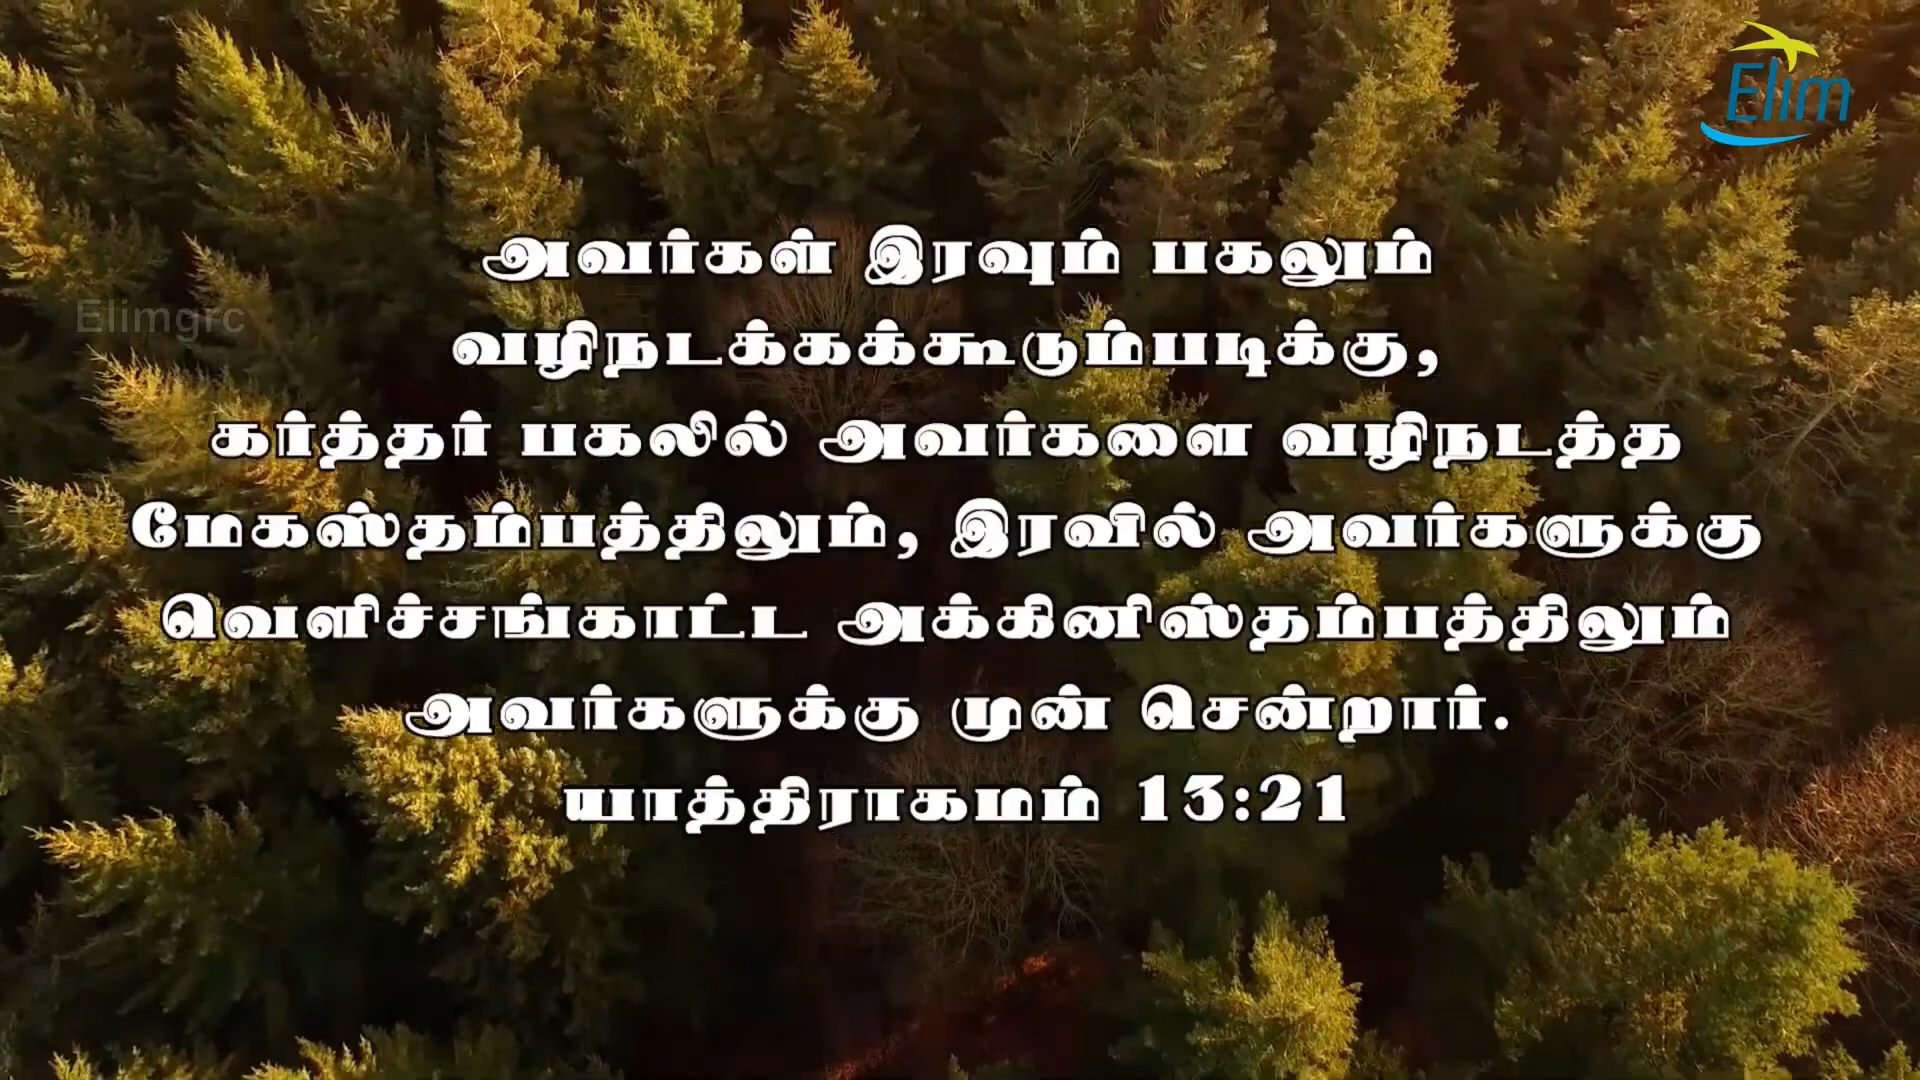 Elim
அவர்கள் இரவும் பகலும்
Elimgrc
வழிநடக்கக்கூடும்படிக்கு,
கர்த்தர் பகலில் அவர்களை வழிநடத்த
மேகஸ்தம்பத்திலும், இரவில் அவர்களுக்கு
வெளிச்சங்காட்ட அக்கினிஸ்தம்பத்திலும்
அவர்களுக்கு முன் சென்றார்.
யாத்திராகமம் 13:21